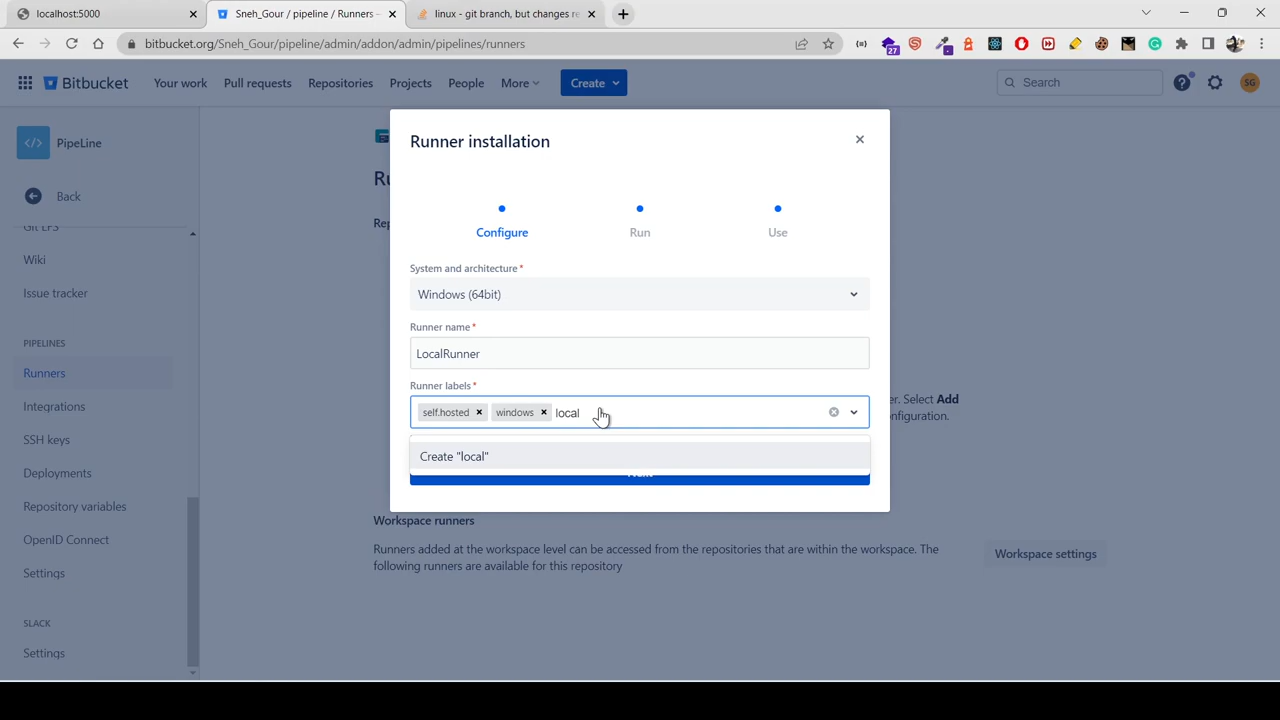 localhost:5000
Sneh_Gour / pipeline / Runners -
linux - git branch, but changes re
bitbucket.org/Sneh_Gour/pipeline/admin/addon/admin/pipelines/runners
27
Bitbucket
Your work
Pull requests
Repositories
Projects
People
More
Create
Search
SG
PipeLine
Back
Git LFS
Wiki
Issue tracker
PIPELINES
Runners
Integrations
SSH keys
Deployments
Repository variables
OpenID Connect
Settings
SLACK
Settings
Runner installation
Configure
Run
Use
System and architecture*
Windows (64bit)
Runner name*
LocalRunner
Runner labels*
self.hosted
windows
local
Create "local"
Next
er. Select Add
nfiguration.
Workspace runners
Runners added at the workspace level can be accessed from the repositories that are within the workspace. The
following runners are available for this repository
Workspace settings